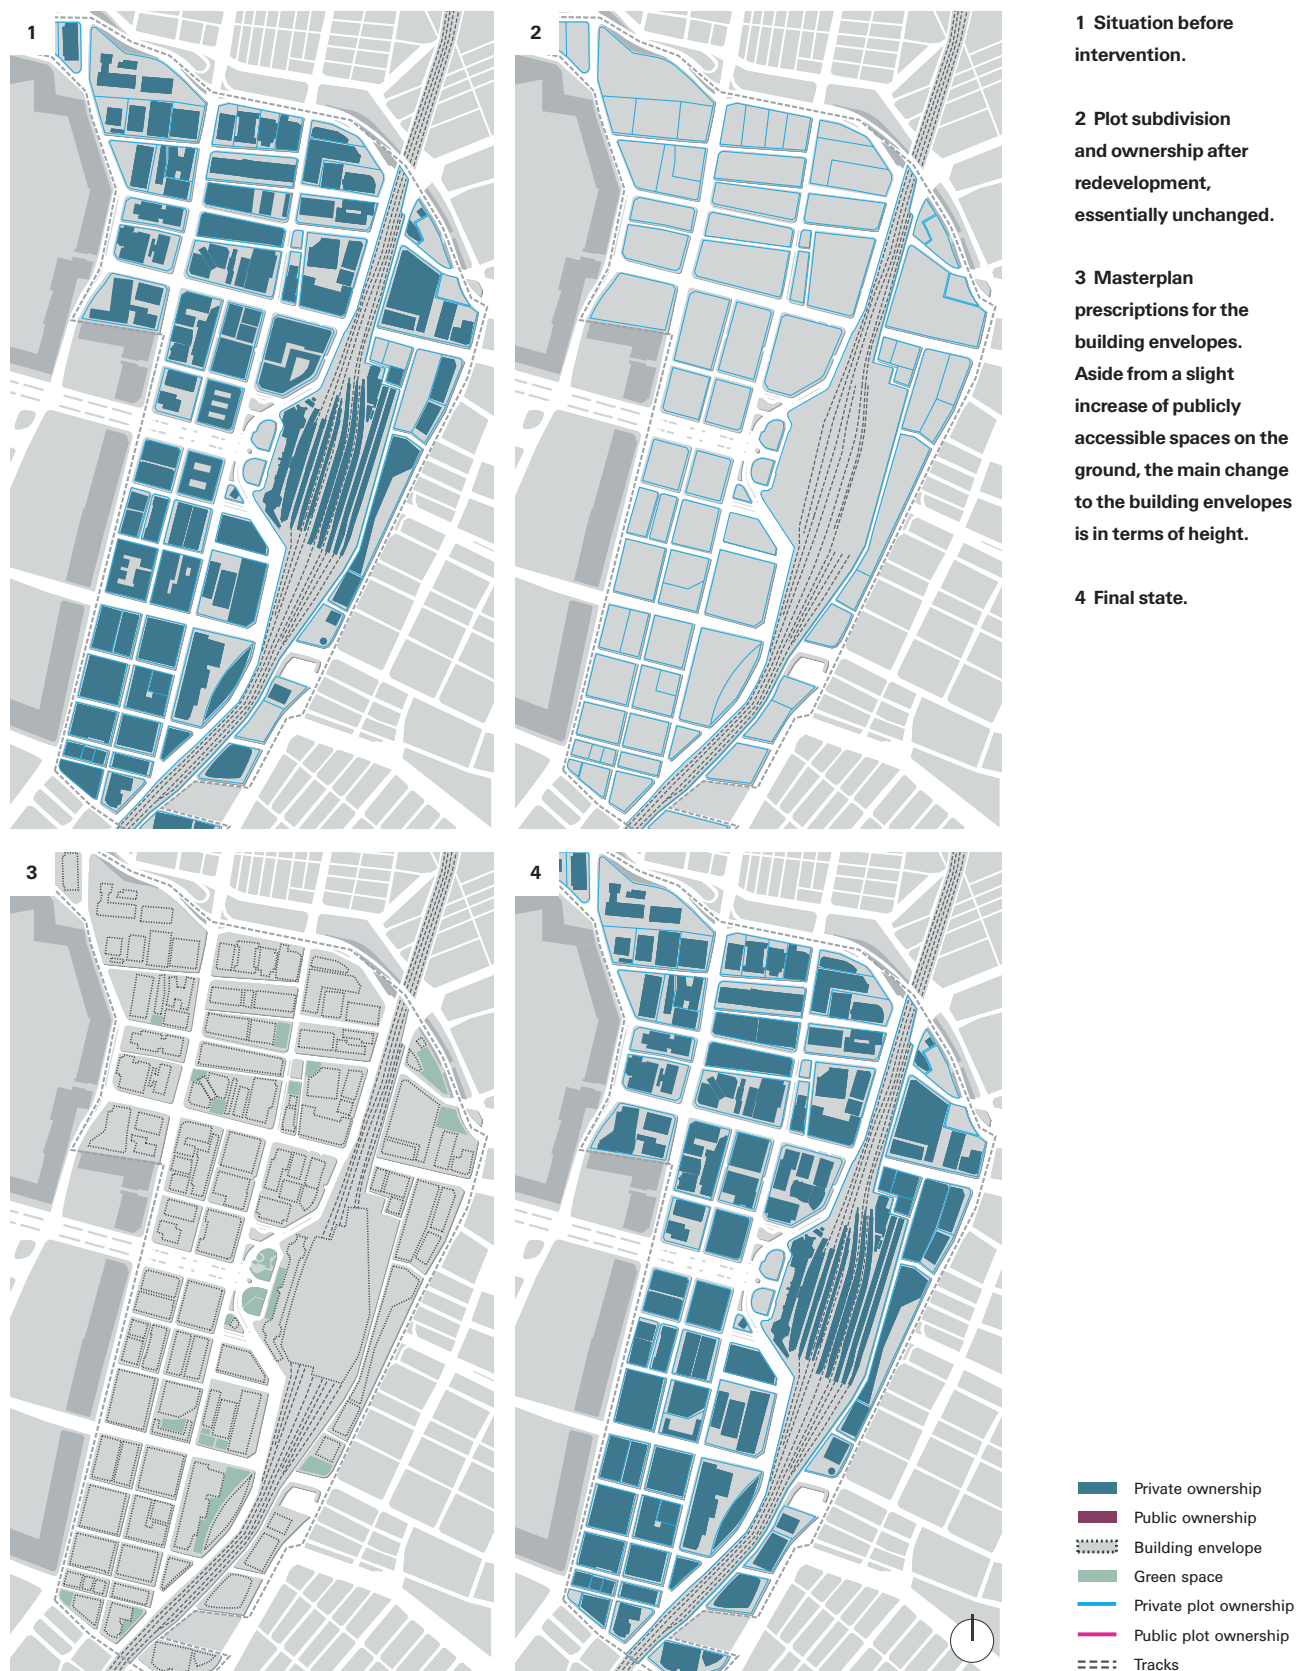 1
2
1 Situation before
intervention.
2 Plot subdivision
and ownership after
redevelopment,
essentially unchanged.
3 Masterplan
prescriptions for the
building envelopes.
Aside from a slight
increase of publicly
accessible spaces on the
ground, the main change
to the building envelopes
is in terms of height.
4 Final state.
3
4
Private ownership
Public ownership
Building envelope
Green space
Private plot ownership
Public plot ownership
Tracks